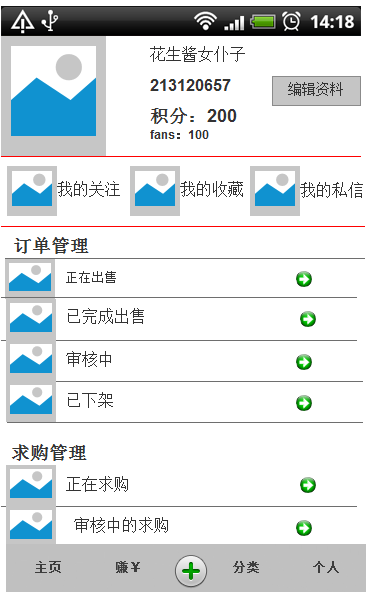 14:18
花生酱女仆子
213120657
编辑资料
积分：200
fans：100
我的关注 我的收藏 我的私信
订单管理
正在出售
已完成出售
审核中
已下架
求购管理
正在求购
审核中的求购
主页 赚￥ 分类 个人